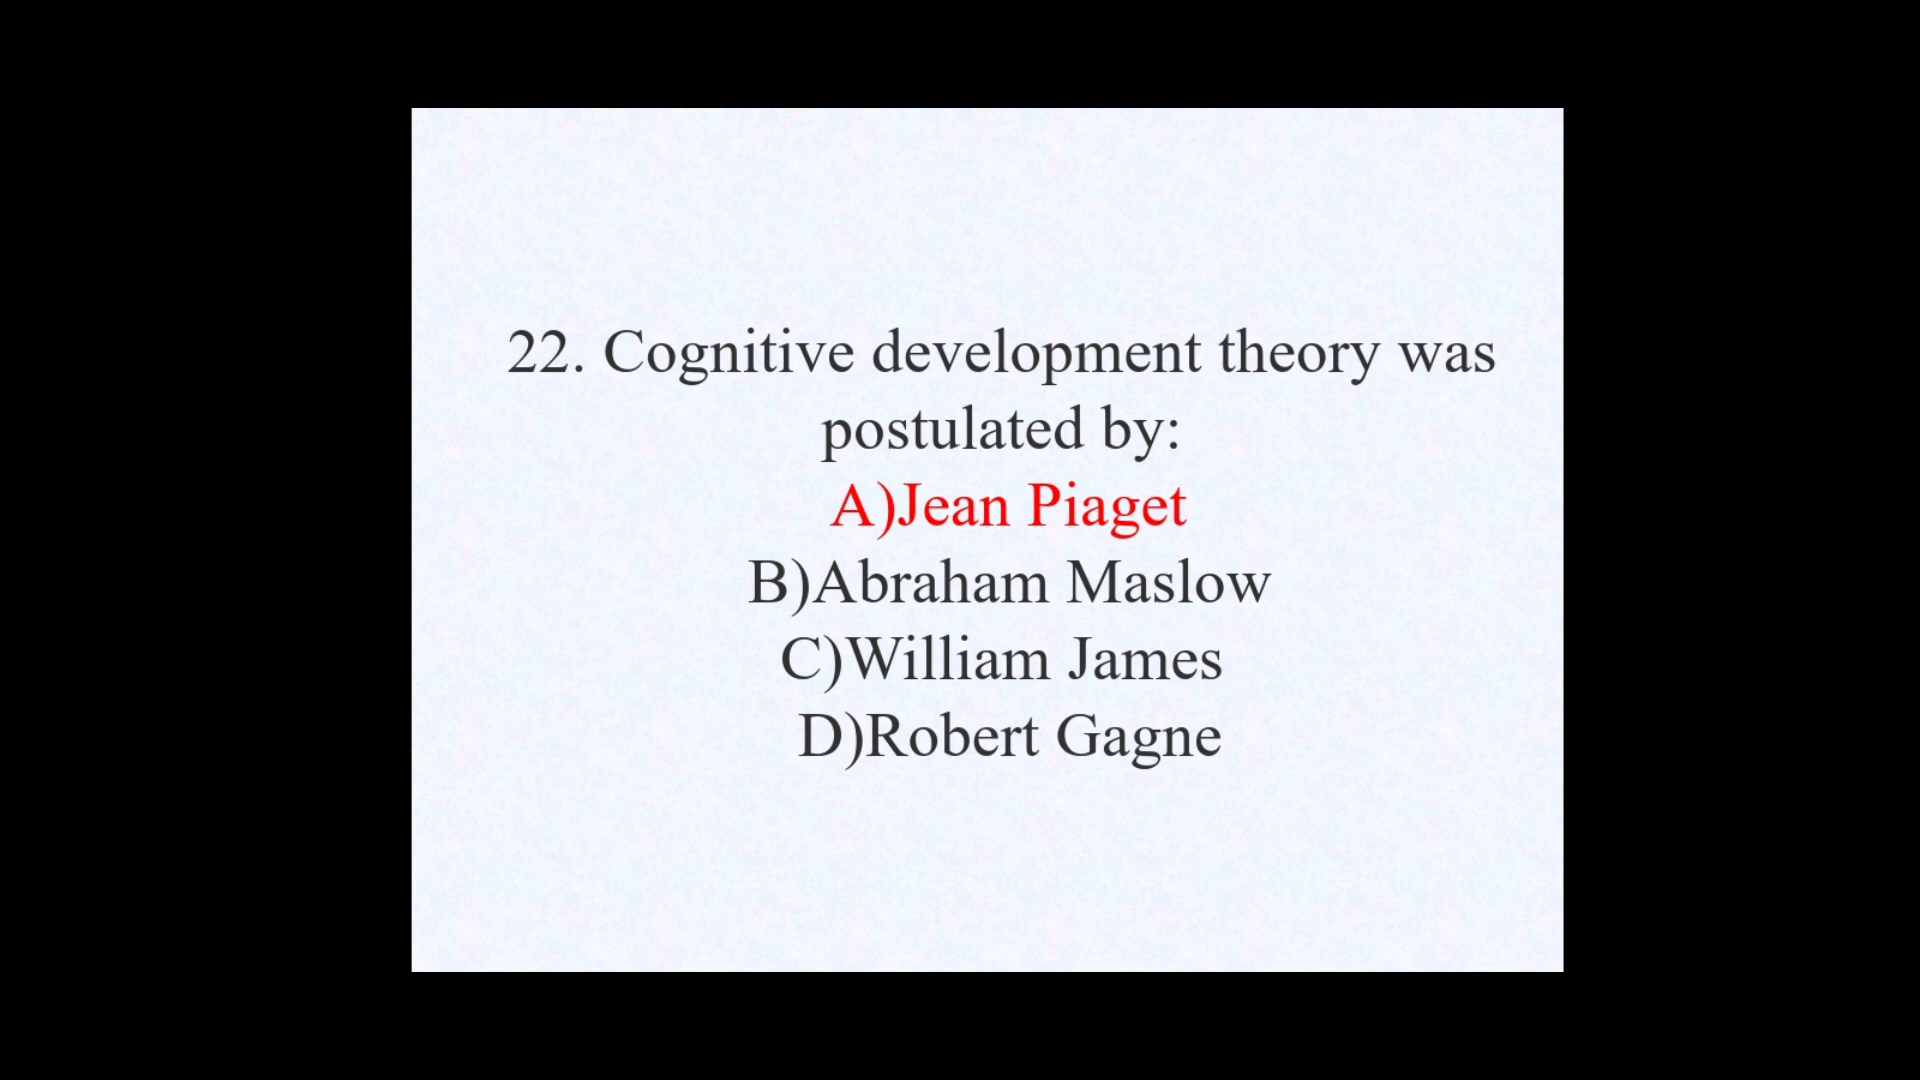 22. Cognitive development theory was
postulated by:
A)Jean Piaget
B)Abraham Maslow
C)William James
D)Robert Gagne